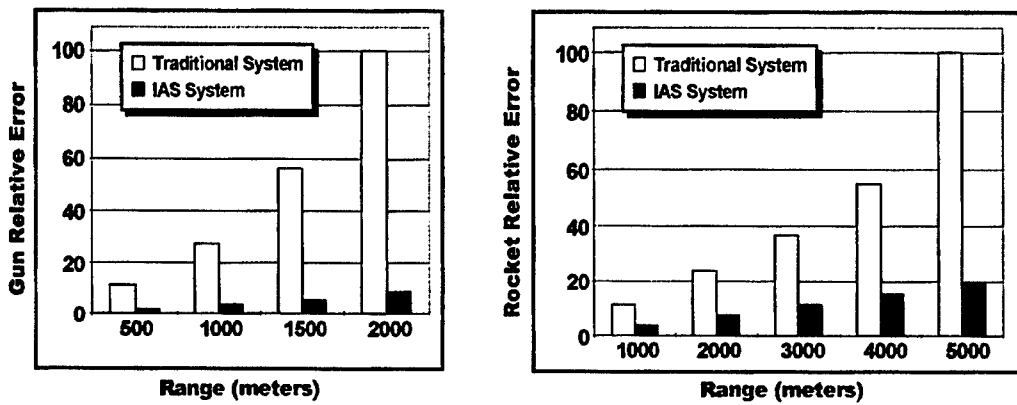 Gun Relative Error
100
80
60
40
20
0
Traditional System
IAS System
500 1000 1500 2000
Range (meters)
Rocket Relative Error
100
80
60
40
20
0
Traditional System
IAS System
1000 2000 3000 4000 5000
Range (meters)